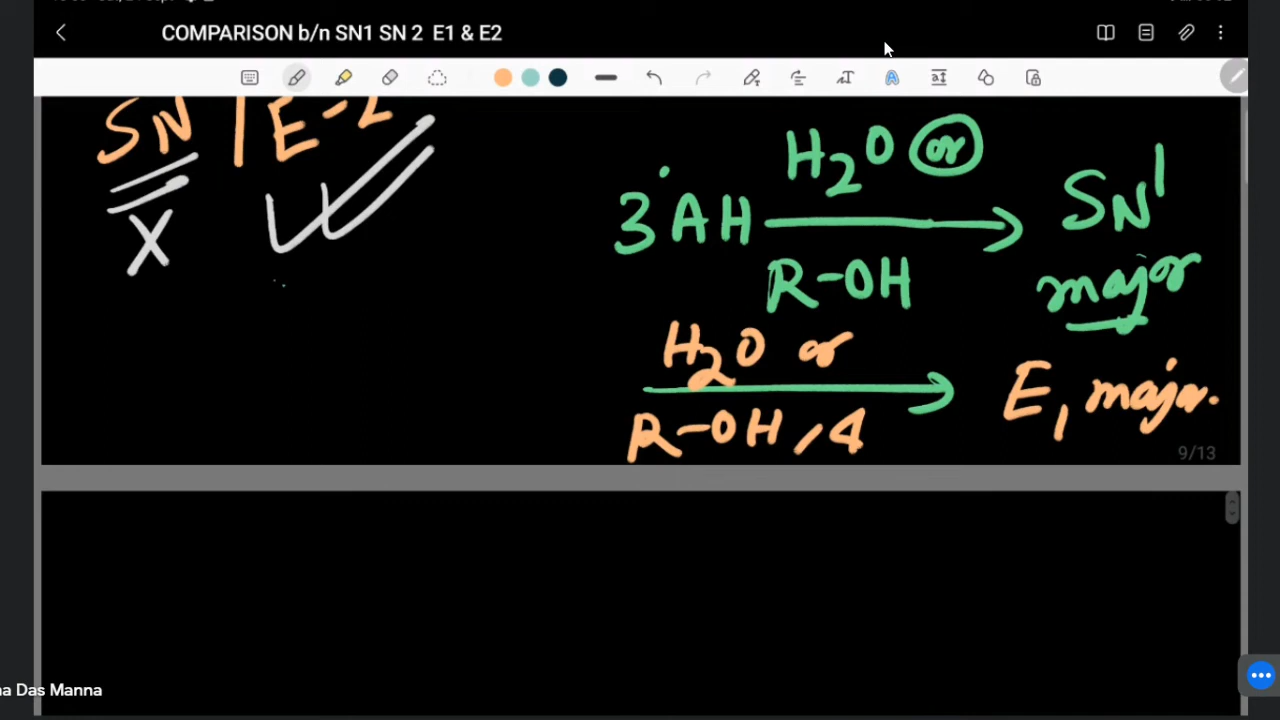 COMPARISON b/n SN1 SN 2 E1 & E2
SN / E-2
X
H2O or
3° AH
SN1
R-OH
major
H2O or
E1 major.
R-OH,
9/13
Das Manna